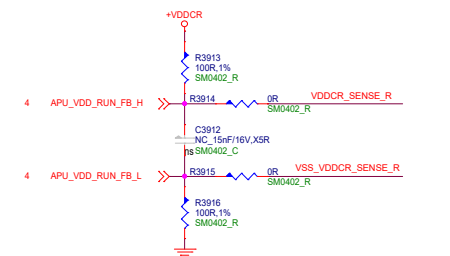 +VDDCR
R3913
100R,1%
SM0402_R
4 APU_VDD_RUN_FB_H R3914 0R VDDCR_SENSE_R
SM0402_R
C3912
NC_15nF/16V,X5R
ns SM0402_C
4 APU_VDD_RUN_FB_L R3915 0R VSS_VDDCR_SENSE_R
SM0402_R
R3916
100R,1%
SM0402_R